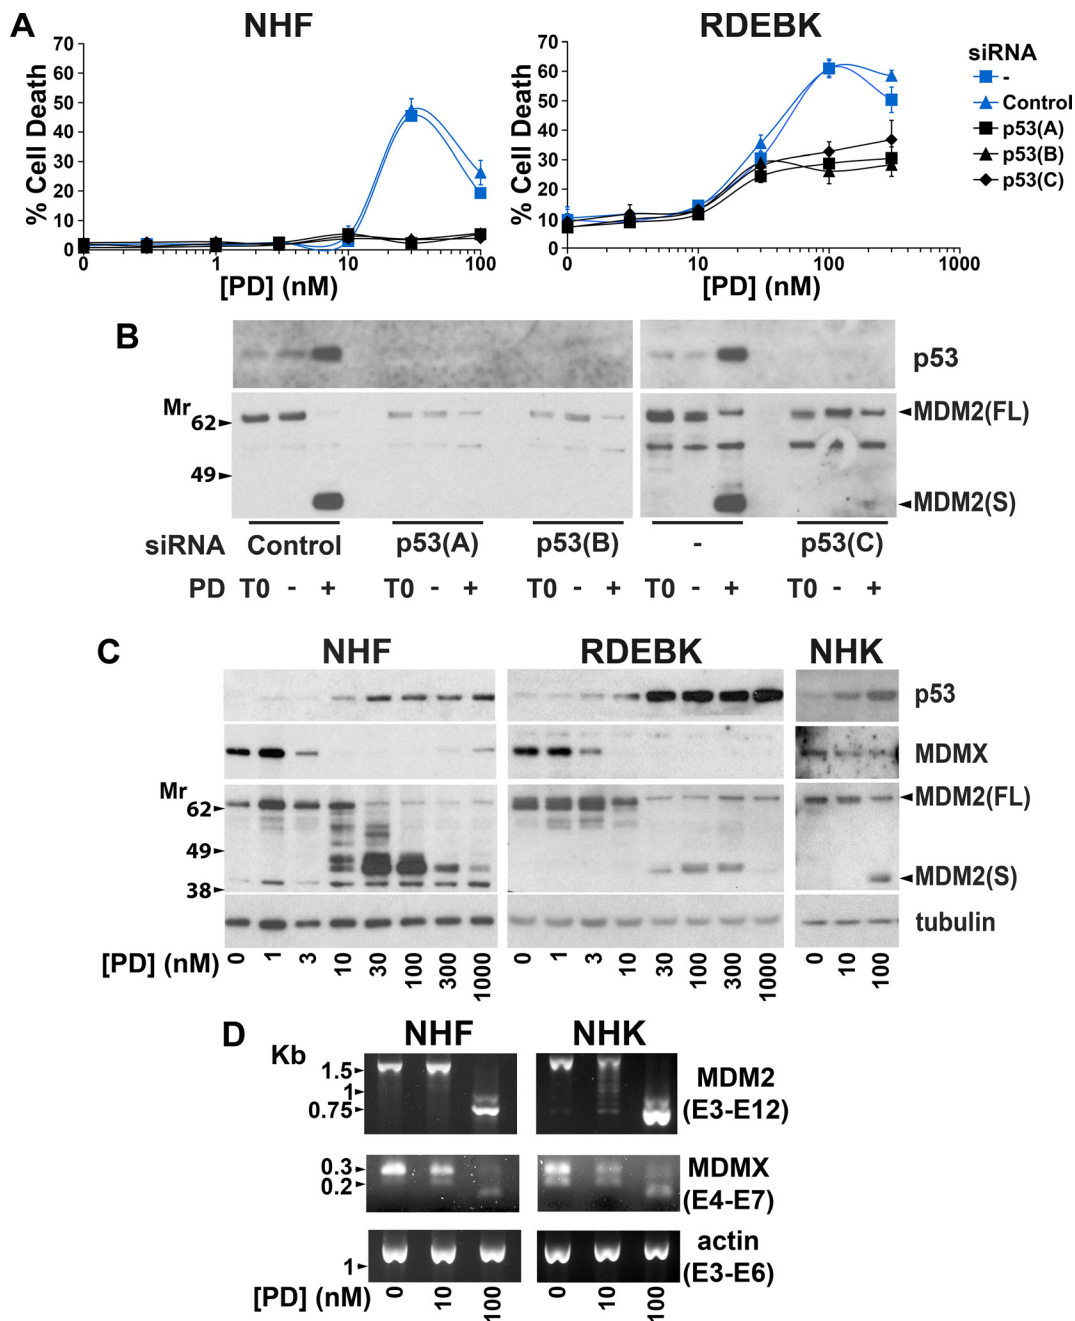 A NHF RDEBK
siRNA
-
Control
p53(A)
p53(B)
p53(C)
% Cell Death
70
60
50
40
30
20
10
0
0 1 10 100
[PD] (nM)
% Cell Death
70
60
50
40
30
20
10
0
0 10 100 1000
[PD] (nM)
B
p53
Mr
62
49
MDM2(FL)
MDM2(S)
siRNA Control p53(A) p53(B) - p53(C)
PD T0 - + T0 - + T0 - + T0 - + T0 - +
C NHF RDEBK NHK
p53
MDMX
Mr
62
49
38
MDM2(FL)
MDM2(S)
tubulin
[PD] (nM) 0 1 3 10 30 100 300 1000 0 1 3 10 30 100 300 1000 0 10 100
D NHF NHK
Kb
1.5
1
0.75
MDM2
(E3-E12)
0.3
0.2
MDMX
(E4-E7)
1
actin
(E3-E6)
[PD] (nM) 0 10 100 0 10 100